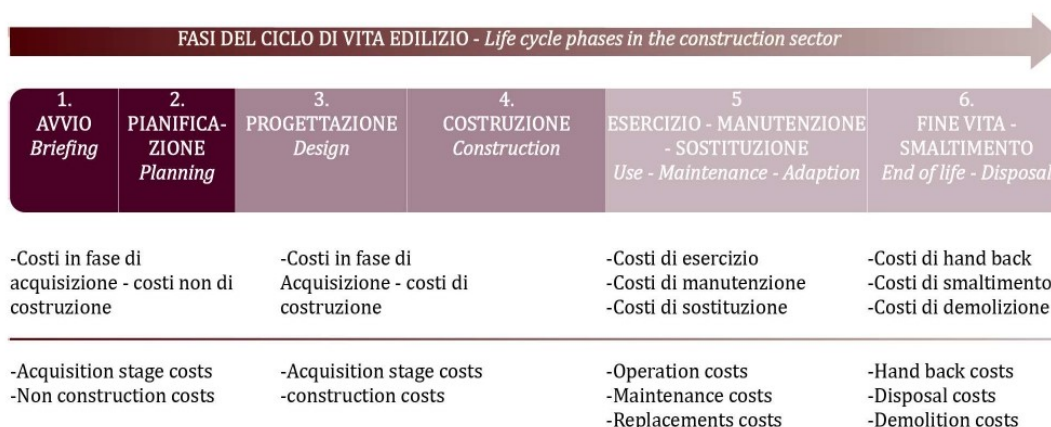 FASI DEL CICLO DI VITA EDILIZIO - Life cycle phases in the construction sector
1.
AVVIO
Briefing
2.
PIANIFICA-
ZIONE
Planning
3.
PROGETTAZIONE
Design
4.
COSTRUZIONE
Construction
5
ESERCIZIO - MANUTENZIONE
- SOSTITUZIONE
Use - Maintenance - Adaption
6.
FINE VITA -
SMALTIMENTO
End of life - Disposal
-Costi in fase di
acquisizione - costi non di
costruzione
-Costi in fase di
Acquisizione - costi di
costruzione
-Costi di esercizio
-Costi di manutenzione
-Costi di sostituzione
-Costi di hand back
-Costi di smaltimento
-Costi di demolizione
-Acquisition stage costs
-Non construction costs
-Acquisition stage costs
-construction costs
-Operation costs
-Maintenance costs
-Replacements costs
-Hand back costs
-Disposal costs
-Demolition costs